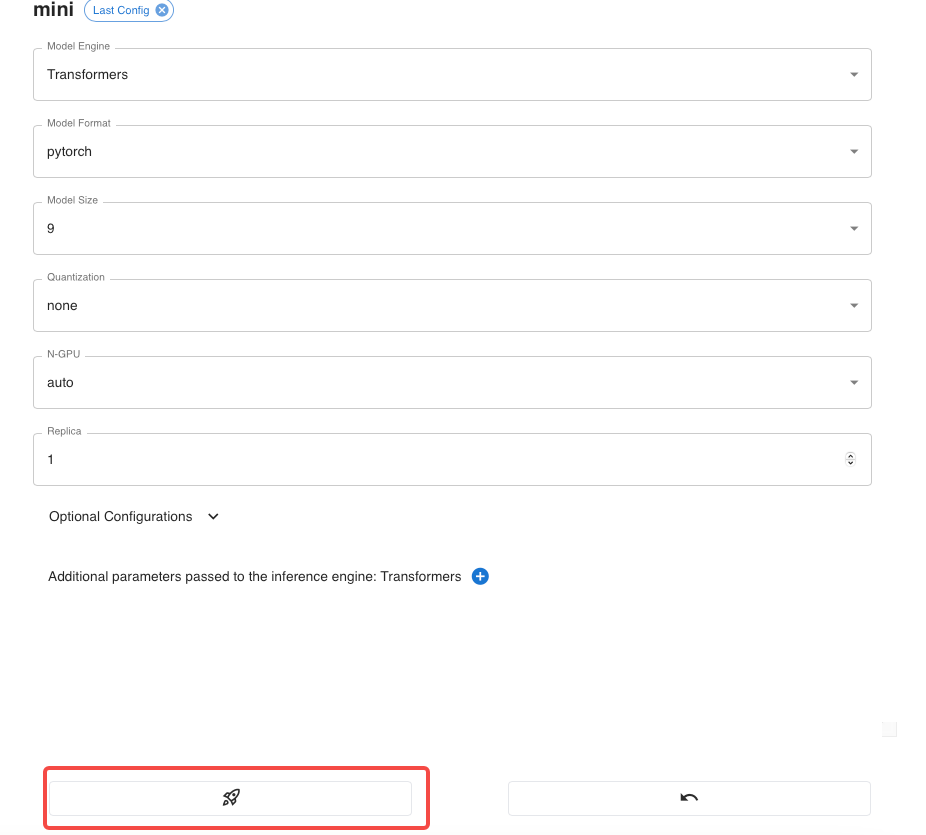 mini Last Config
Model Engine
Transformers
Model Format
pytorch
Model Size
9
Quantization
none
N-GPU
auto
Replica
1
Optional Configurations
Additional parameters passed to the inference engine: Transformers